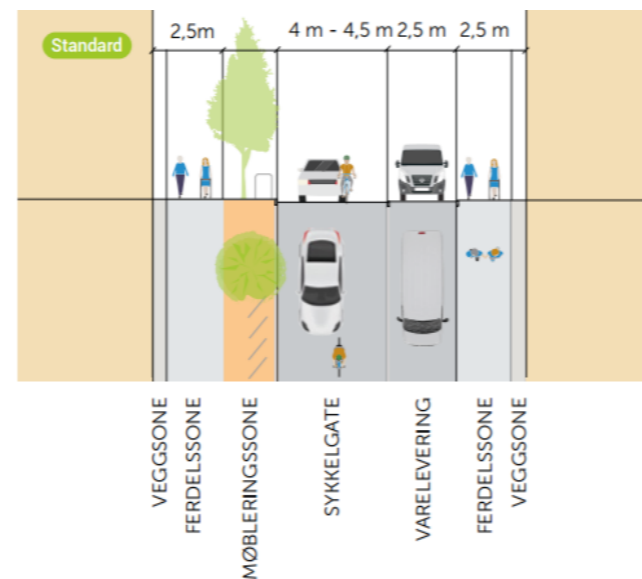 2,5m
4 m - 4,5 m
2,5 m
2,5 m
Standard
VEGGSONE
FERDELSSONE
MØBLERINGSSONE
SYKKELGATE
VARELEVERING
FERDELSSONE
VEGGSONE